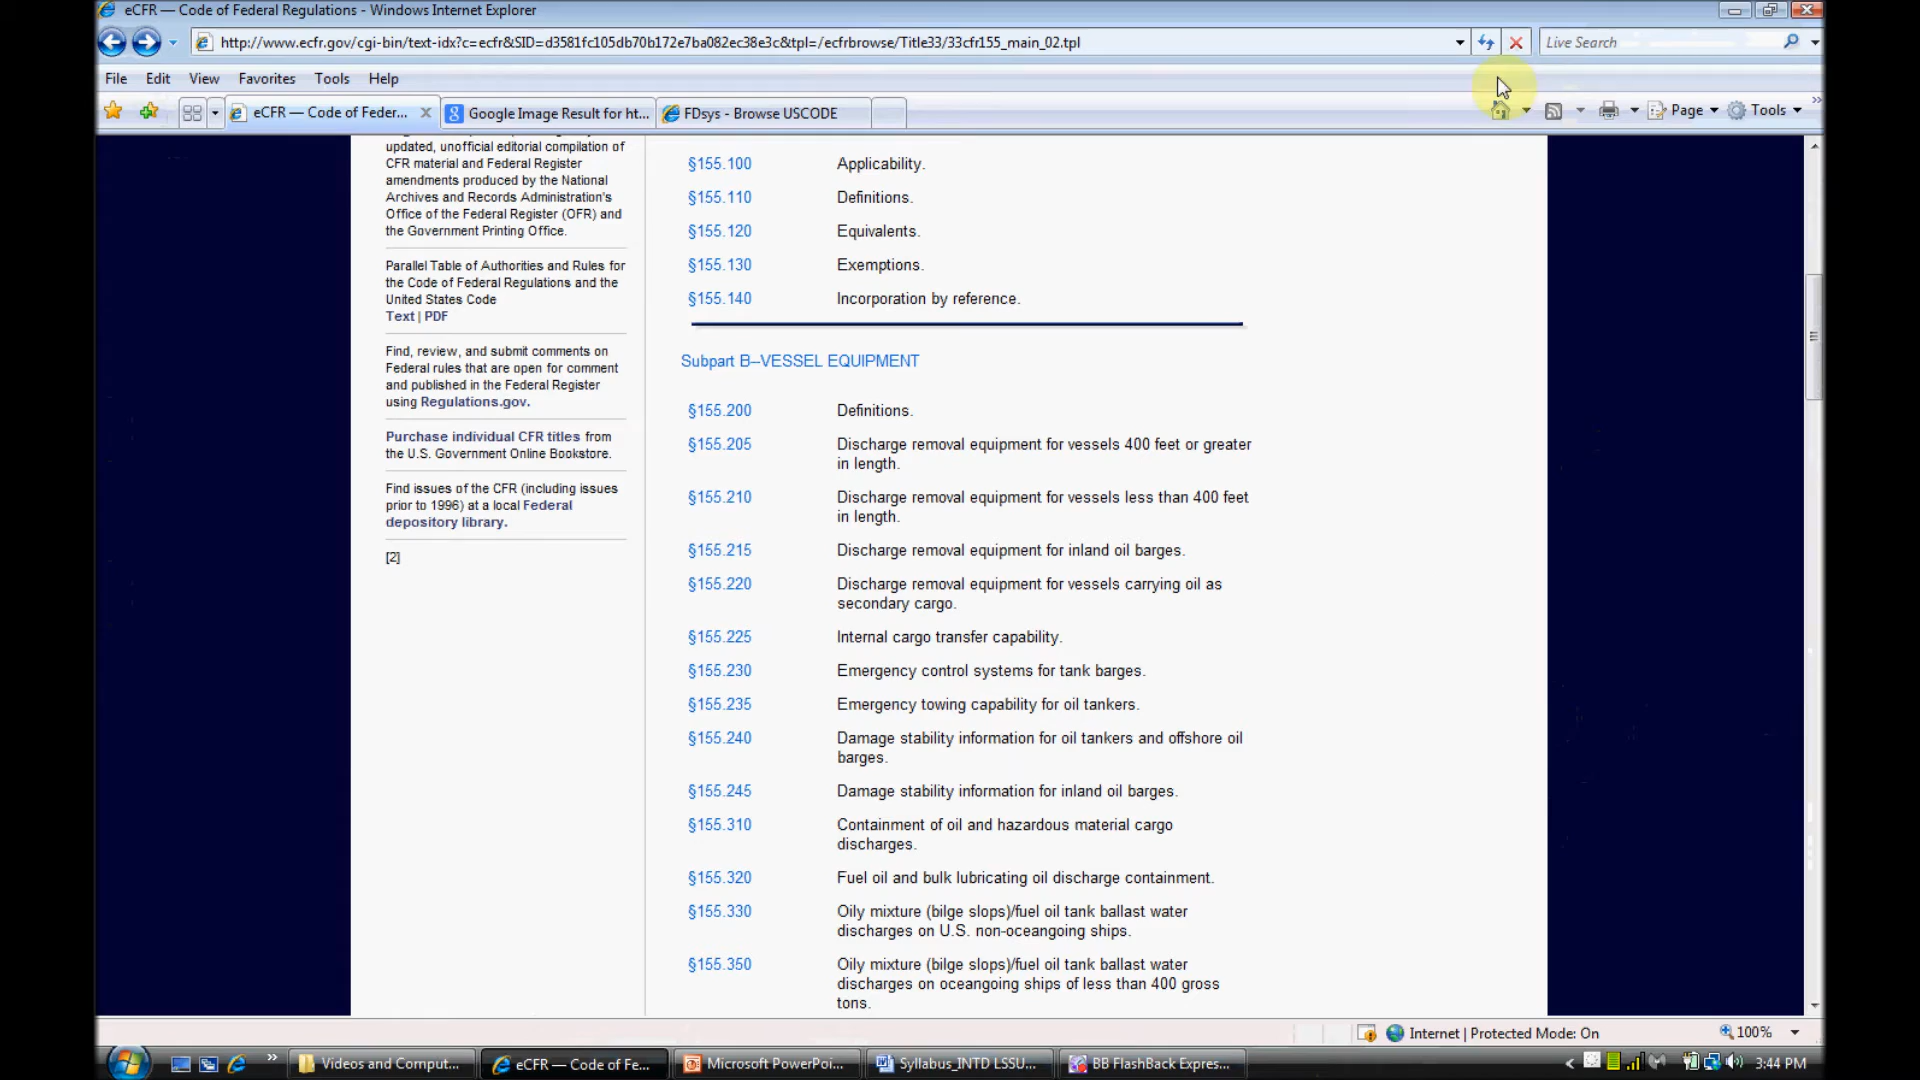 eCFR — Code of Federal Regulations - Windows Internet Explorer
http://www.ecfr.gov/cgi-bin/text-idx?c=ecfr&SID=d3581fc105db70b172e7ba082ec38e3c&tpl=/ecfrbrowse/Title33/33cfr155_main_02.tpl
Live Search
File Edit View Favorites Tools Help
eCFR — Code of Feder...
Google Image Result for ht...
FDsys - Browse USCODE
Page
Tools
updated, unofficial editorial compilation of
CFR material and Federal Register
amendments produced by the National
Archives and Records Administration's
Office of the Federal Register (OFR) and
the Government Printing Office.
Parallel Table of Authorities and Rules for
the Code of Federal Regulations and the
United States Code
Text | PDF
Find, review, and submit comments on
Federal rules that are open for comment
and published in the Federal Register
using Regulations.gov.
Purchase individual CFR titles from
the U.S. Government Online Bookstore.
Find issues of the CFR (including issues
prior to 1996) at a local Federal
depository library.
[2]
§155.100 Applicability.
§155.110 Definitions.
§155.120 Equivalents.
§155.130 Exemptions.
§155.140 Incorporation by reference.
Subpart B--VESSEL EQUIPMENT
§155.200 Definitions.
§155.205 Discharge removal equipment for vessels 400 feet or greater
in length.
§155.210 Discharge removal equipment for vessels less than 400 feet
in length.
§155.215 Discharge removal equipment for inland oil barges.
§155.220 Discharge removal equipment for vessels carrying oil as
secondary cargo.
§155.225 Internal cargo transfer capability.
§155.230 Emergency control systems for tank barges.
§155.235 Emergency towing capability for oil tankers.
§155.240 Damage stability information for oil tankers and offshore oil
barges.
§155.245 Damage stability information for inland oil barges.
§155.310 Containment of oil and hazardous material cargo
discharges.
§155.320 Fuel oil and bulk lubricating oil discharge containment.
§155.330 Oily mixture (bilge slops)/fuel oil tank ballast water
discharges on U.S. non-oceangoing ships.
§155.350 Oily mixture (bilge slops)/fuel oil tank ballast water
discharges on oceangoing ships of less than 400 gross
tons.
Internet | Protected Mode: On
100%
Videos and Comput...
eCFR — Code of Fe...
Microsoft PowerPoi...
Syllabus_INTD LSSU...
BB FlashBack Expres...
3:44 PM